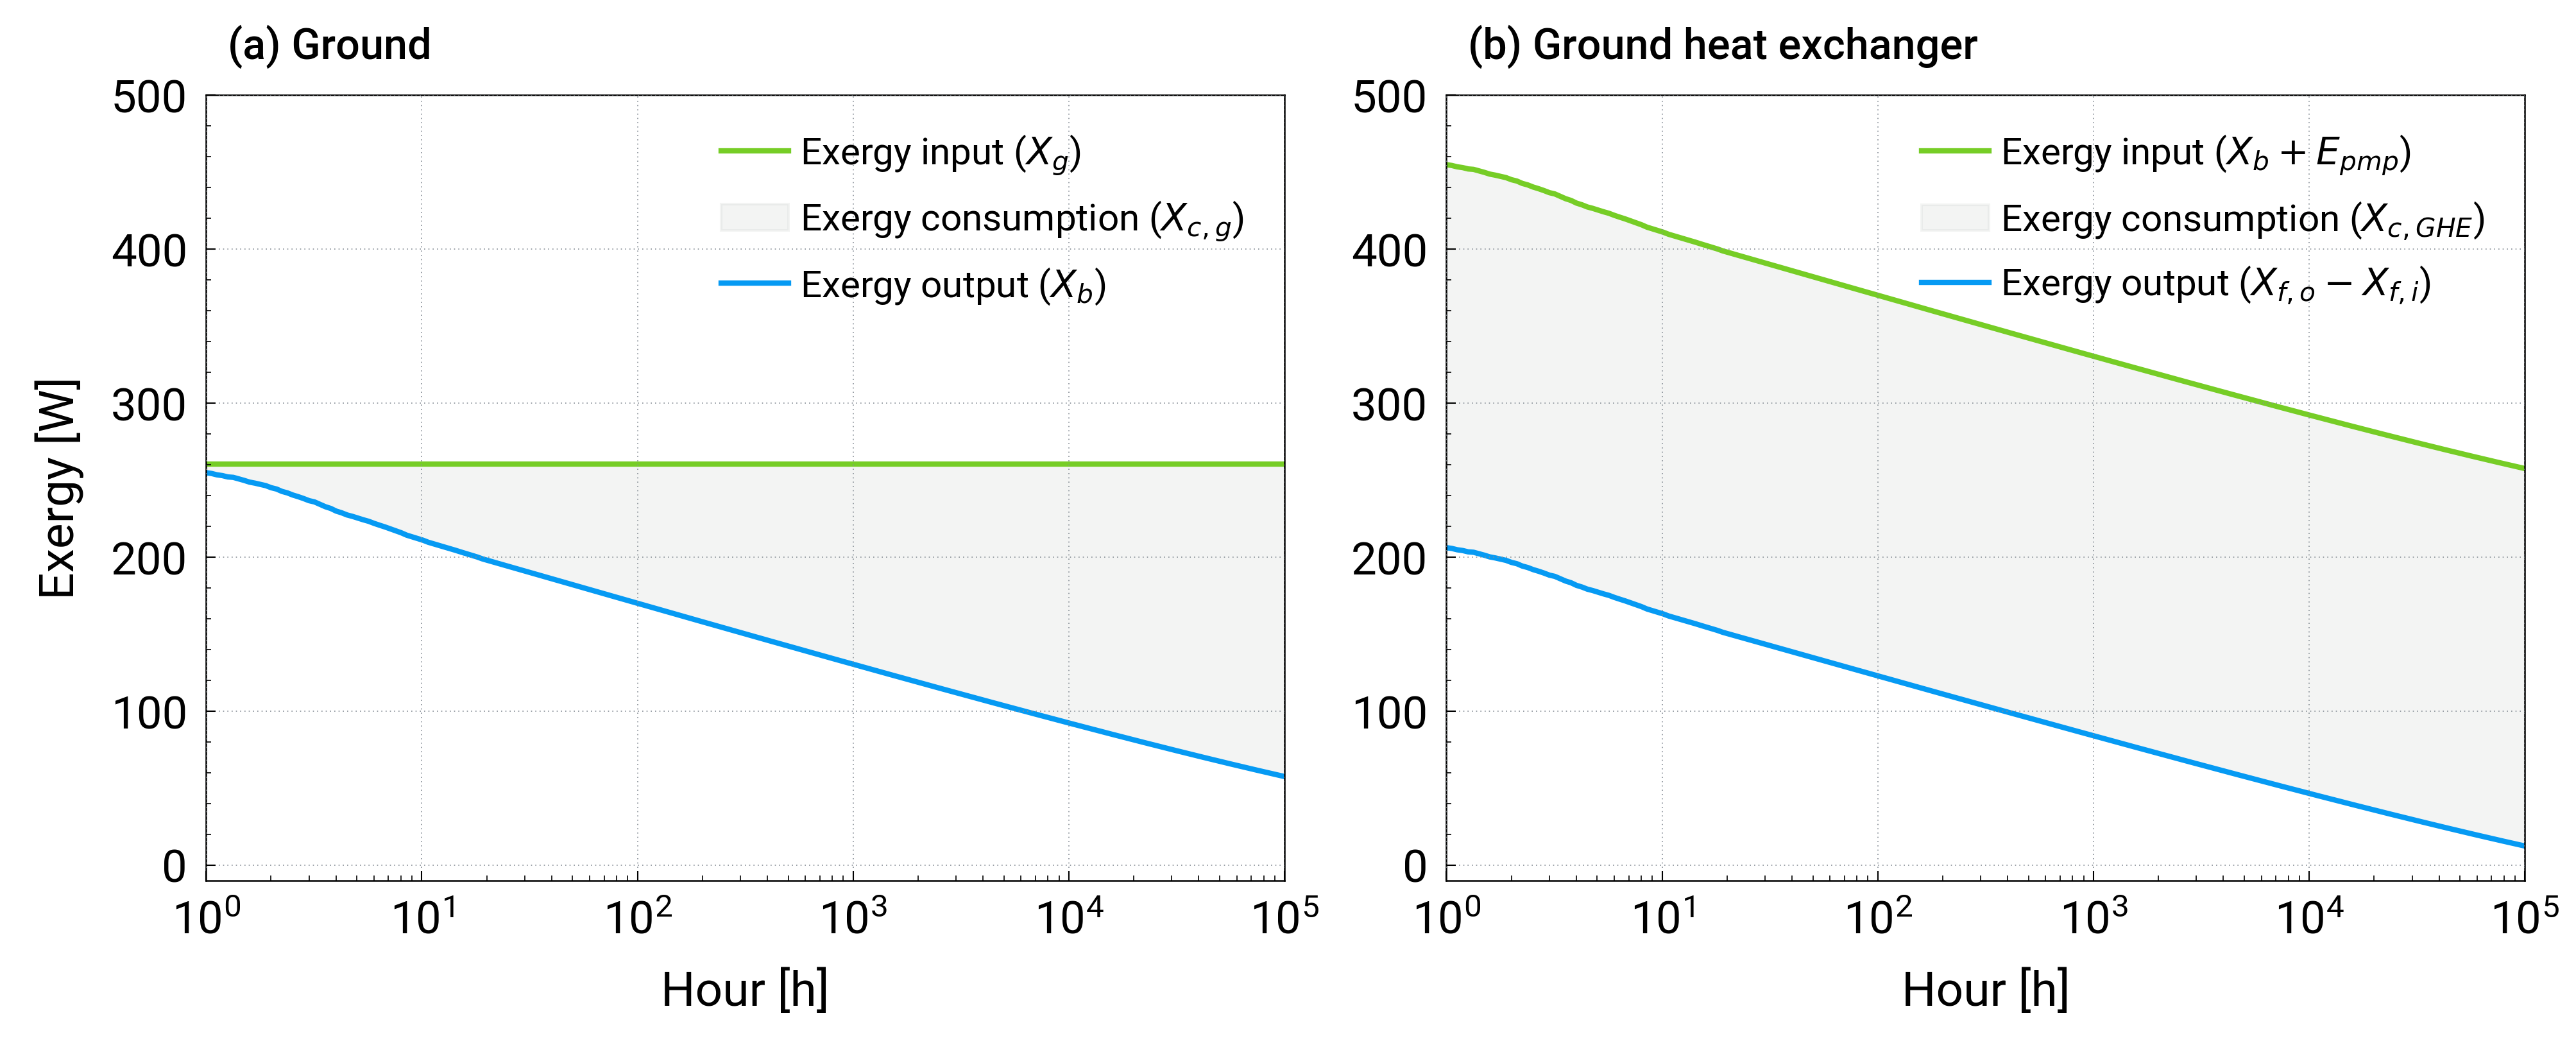 (a) Ground
500
400
300
200
100
0
Exergy [W]
Exergy input (X_g)
Exergy consumption (X_{c,g})
Exergy output (X_b)
10^0 10^1 10^2 10^3 10^4 10^5
Hour [h]
(b) Ground heat exchanger
500
400
300
200
100
0
Exergy input (X_b + E_{pmp})
Exergy consumption (X_{c,GHE})
Exergy output (X_{f,o} − X_{f,i})
10^0 10^1 10^2 10^3 10^4 10^5
Hour [h]